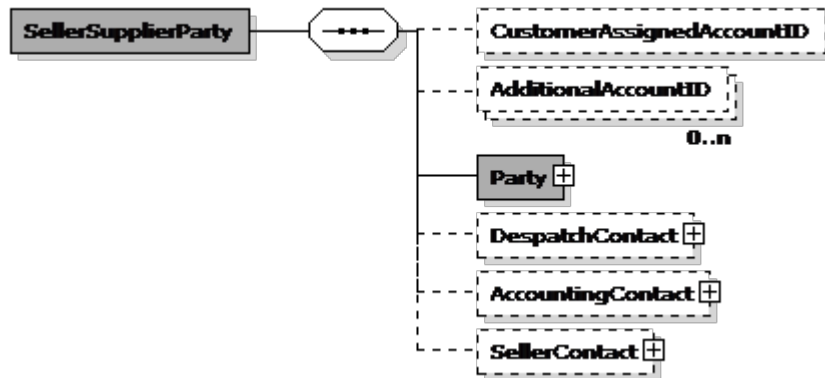 SellerSupplierParty
CustomerAssignedAccountID
AdditionalAccountID
0..n
Party
DespatchContact
AccountingContact
SellerContact